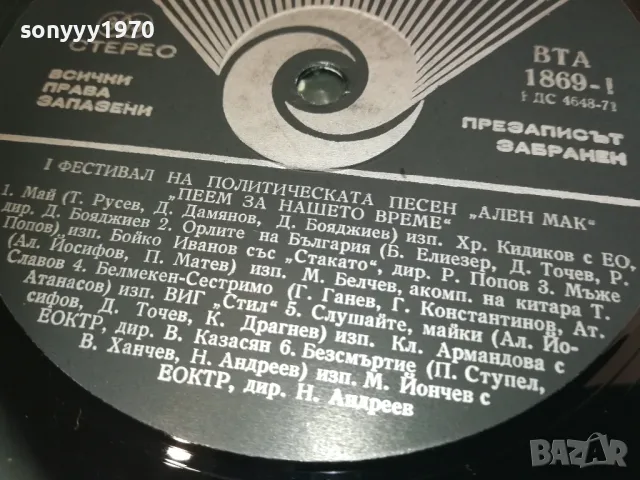 sonyyy1970
СТЕРЕО
ВСИЧКИ
ПРАВА
ЗАПАЗЕНИ
ВТА
1869-I
ДС 4648-71
ПРЕЗАПИСЪТ
ЗАБРАНЕН
I ФЕСТИВАЛ НА ПОЛИТИЧЕСКАТА ПЕСЕН „АЛЕН МАК“
„ПЕЕМ ЗА НАШЕТО ВРЕМЕ“
1. Май (Т. Русев, Д. Дамянов, Д. Бояджиев) изп. Хр. Кидиков с ЕО,
дир. Д. Бояджиев 2. Орлите на България (Б. Елиезер, Д. Точев, Р.
Попов), изп. Бойко Иванов със „Стакато“, дир. Р. Попов 3. Мъже
(Ал. Йосифов, П. Матев) изп. М. Белчев, акомп. на китара Т.
Славов 4. Белмекен-Сестримо (Г. Ганев, Г. Константинов, Ат.
Атанасов) изп. ВИГ „Стил“ 5. Слушайте, майки (Ал. Йо-
сифов, Д. Точев, К. Драгнев) изп. Кл. Армандова с
ЕОКТР, дир. В. Казасян 6. Безсмъртие (П. Ступел,
В. Ханчев, Н. Андреев) изп. М. Йончев с
ЕОКТР, дир. Н. Андреев
BAZAR